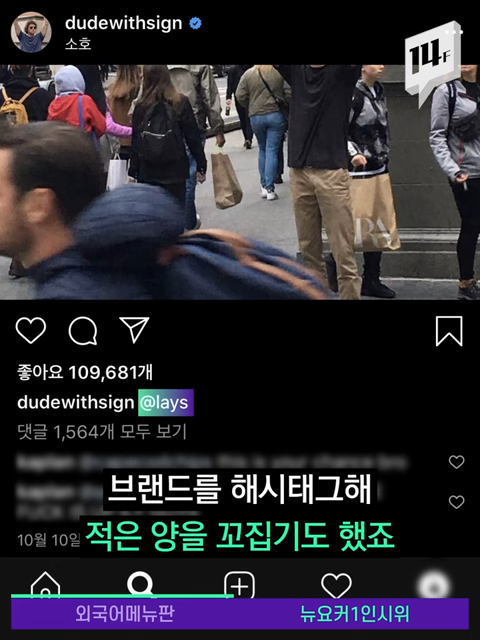 dudewithsign
소호
14F
좋아요 109,681개
dudewithsign @lays
댓글 1,564개 모두 보기
브랜드를 해시태그해
적은 양을 꼬집기도 했죠
10월 10일
외국어메뉴판
뉴요커1인시위